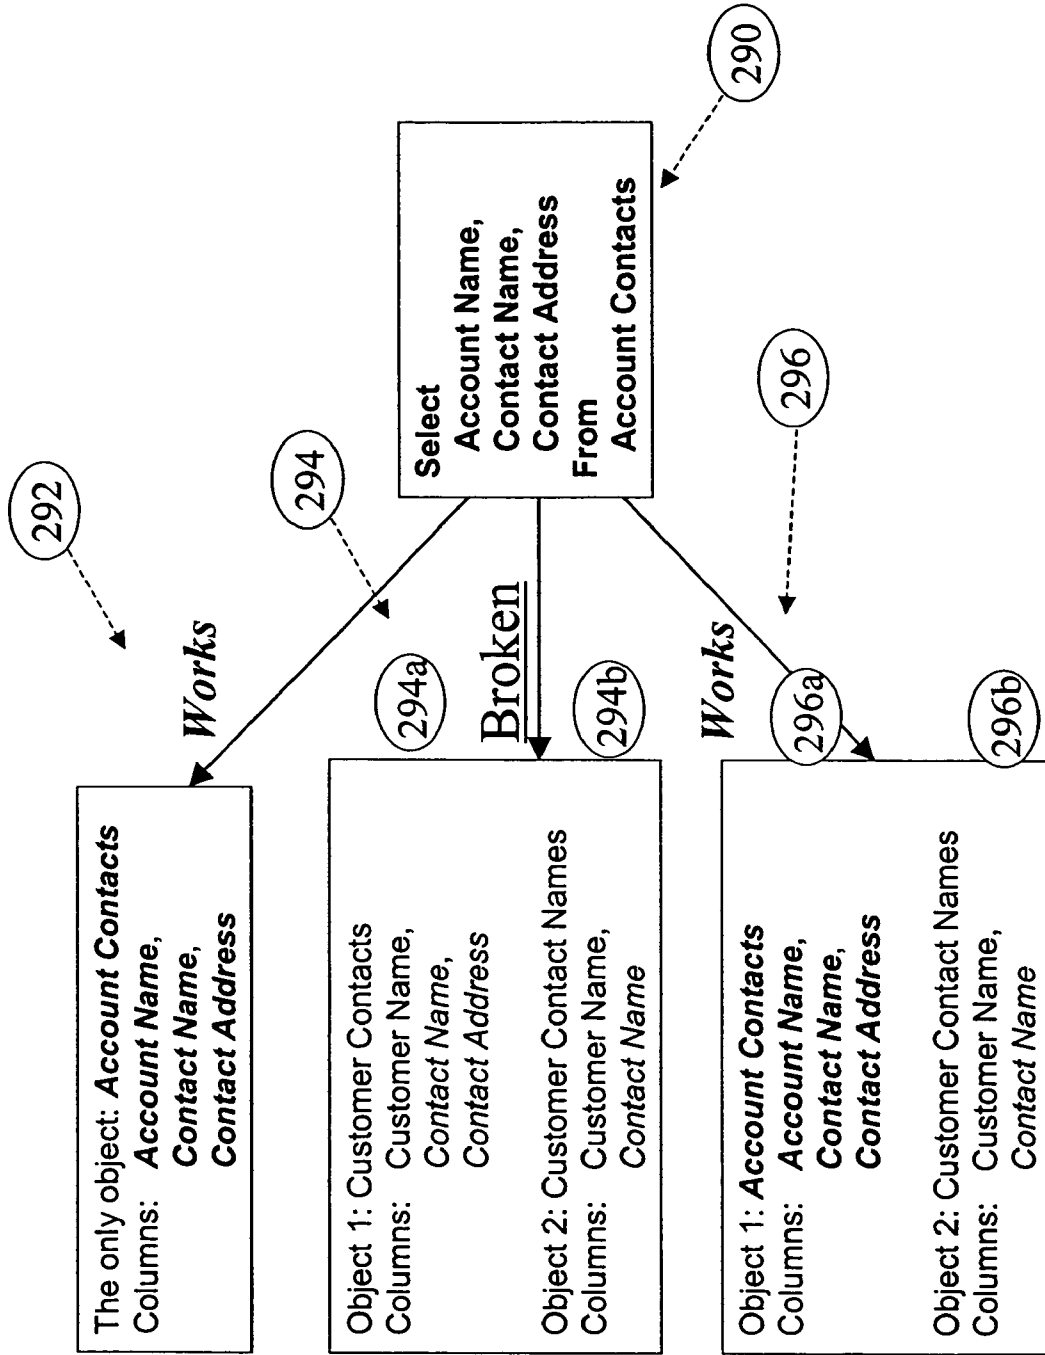 292
The only object: Account Contacts
Columns: Account Name,
Contact Name,
Contact Address
Works
294
294a
Object 1: Customer Contacts
Columns: Customer Name,
Contact Name,
Contact Address
Object 2: Customer Contact Names
Columns: Customer Name,
Contact Name
Broken
294b
Select
Account Name,
Contact Name,
Contact Address
From
Account Contacts
290
Works
296
296a
Object 1: Account Contacts
Columns: Account Name,
Contact Name,
Contact Address
Object 2: Customer Contact Names
Columns: Customer Name,
Contact Name
296b